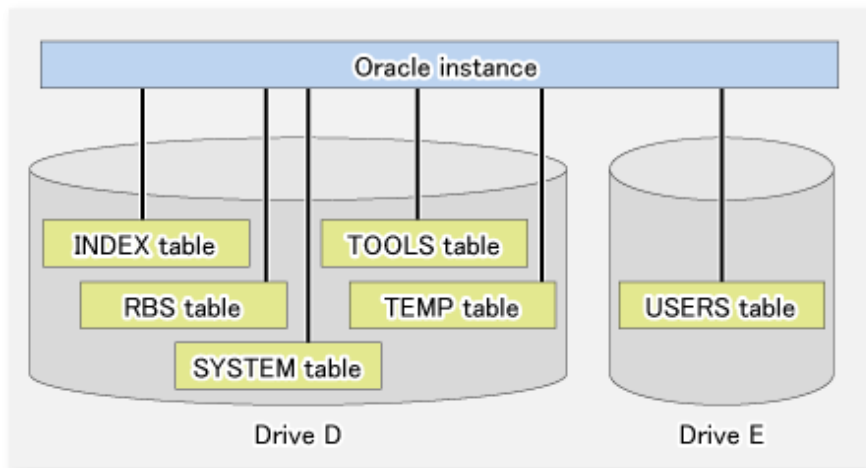 Oracle instance
INDEX table
TOOLS table
RBS table
TEMP table
USERS table
SYSTEM table
Drive D
Drive E